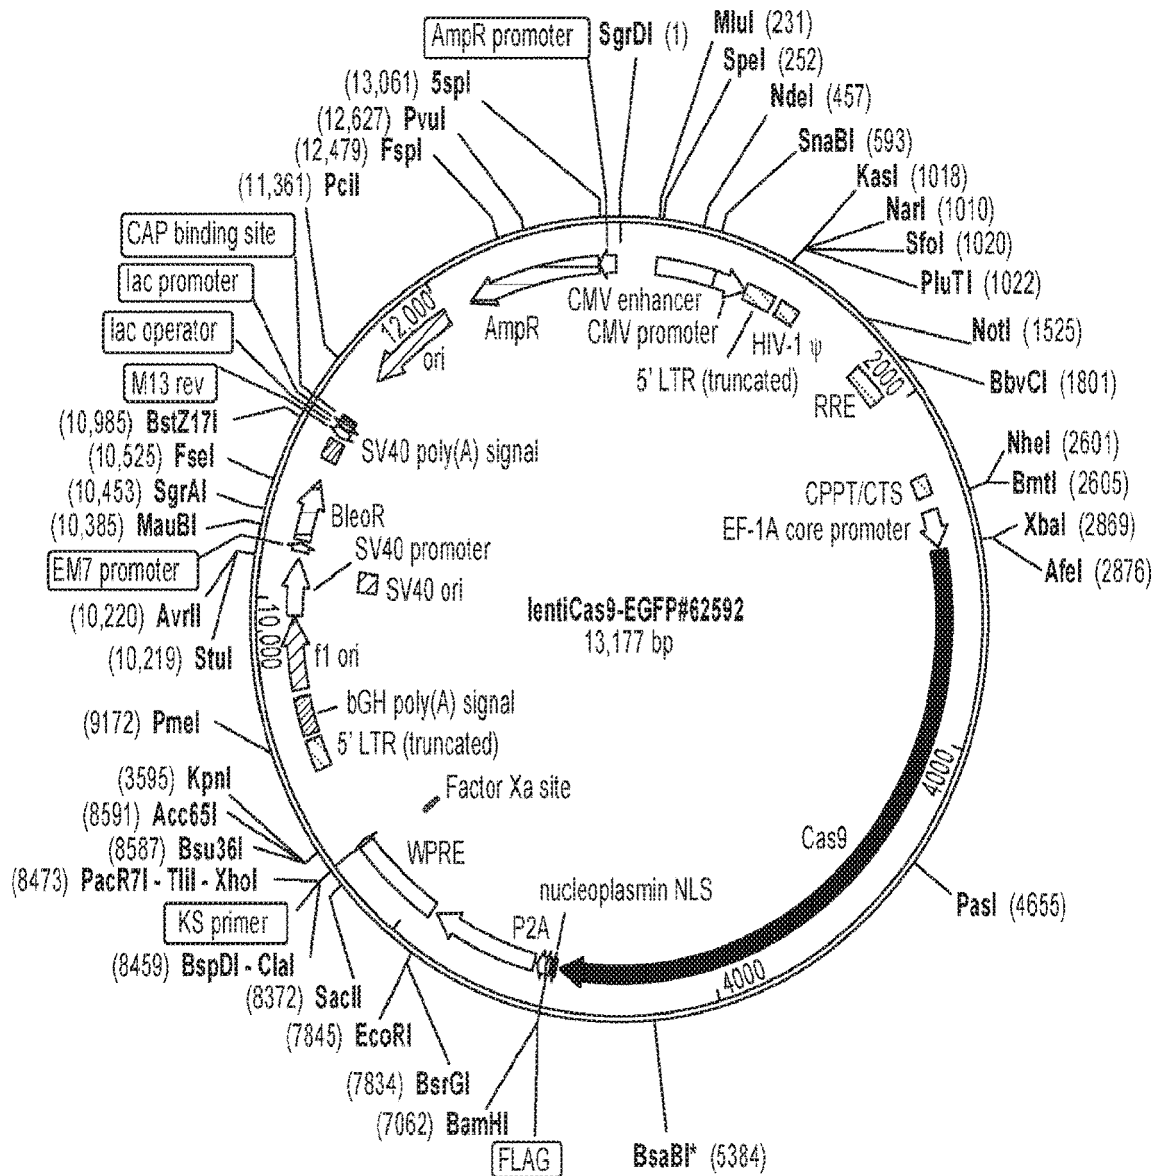 AmpR promoter
SgrDI (1)
MluI (231)
SpeI (252)
NdeI (457)
SnaBI (593)
KasI (1018)
NarI (1010)
SfoI (1020)
PluTI (1022)
NotI (1525)
BbvCI (1801)
NheI (2601)
BmtI (2605)
XbaI (2869)
AfeI (2876)
PasI (4655)
BsaBI* (5384)
(13,061) 5spI
(12,627) PvuI
(12,479) FspI
(11,361) PciI
CAP binding site
lac promoter
lac operator
M13 rev
(10,985) BstZ17I
(10,525) FseI
(10,453) SgrAI
(10,385) MauBI
EM7 promoter
(10,220) AvrII
(10,219) StuI
(9172) PmeI
(3595) KpnI
(8591) Acc65I
(8587) Bsu36I
(8473) PacR7I - TliI - XhoI
KS primer
(8459) BspDI - ClaI
(8372) SacII
(7845) EcoRI
(7834) BsrGI
(7062) BamHI
FLAG
12,000
ori
AmpR
CMV enhancer
CMV promoter
HIV-1 ψ
5' LTR (truncated)
2000
RRE
CPPT/CTS
EF-1A core promoter
SV40 poly(A) signal
BleoR
SV40 promoter
SV40 ori
lentiCas9-EGFP#62592
13,177 bp
10,000
f1 ori
bGH poly(A) signal
5' LTR (truncated)
Factor Xa site
WPRE
nucleoplasmin NLS
P2A
Cas9
4000
4000